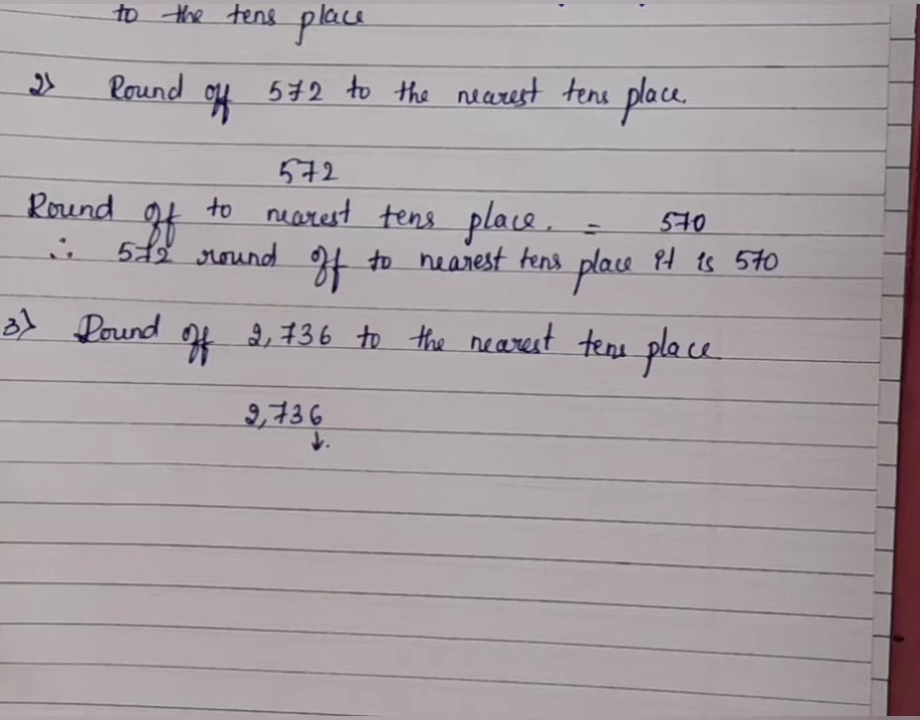 to the tens place
2) Round off 572 to the nearest tens place.
572
Round off to nearest tens place. = 570
∴ 572 round off to nearest tens place it is 570
3) Round off 2,736 to the nearest tens place
2,736
↓.